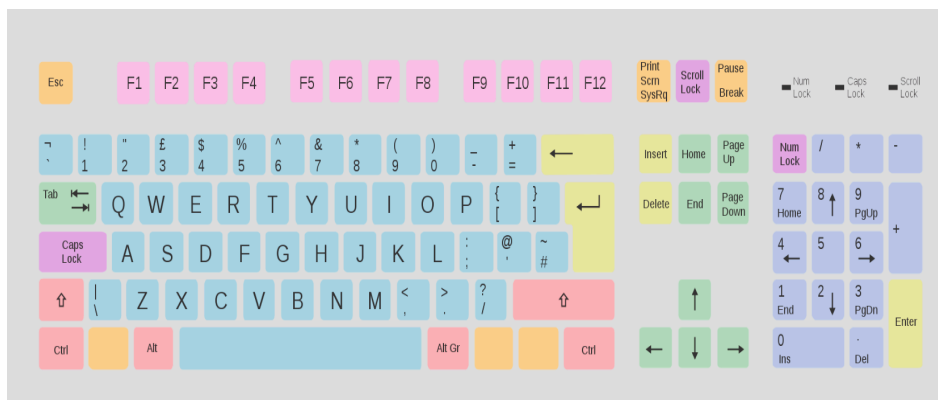 Esc F1 F2 F3 F4 F5 F6 F7 F8 F9 F10 F11 F12 Print Scrn SysRq Scroll Lock Pause Break Num Lock Caps Lock Scroll Lock
¬ ! " £ $ % ^ & * ( ) _ +
` 1 2 3 4 5 6 7 8 9 0 - = ← Insert Home Page Up Num Lock / * -
Tab Q W E R T Y U I O P { [ } ] Delete End Page Down 7 Home 8 ↑ 9 PgUp +
Caps Lock A S D F G H J K L : ; @ ' ~ # 4 ← 5 6 →
⇧ | \ Z X C V B N M < , > . ? / ⇧ ↑ 1 End 2 ↓ 3 PgDn Enter
Ctrl Alt Alt Gr Ctrl ← ↓ → 0 Ins . Del